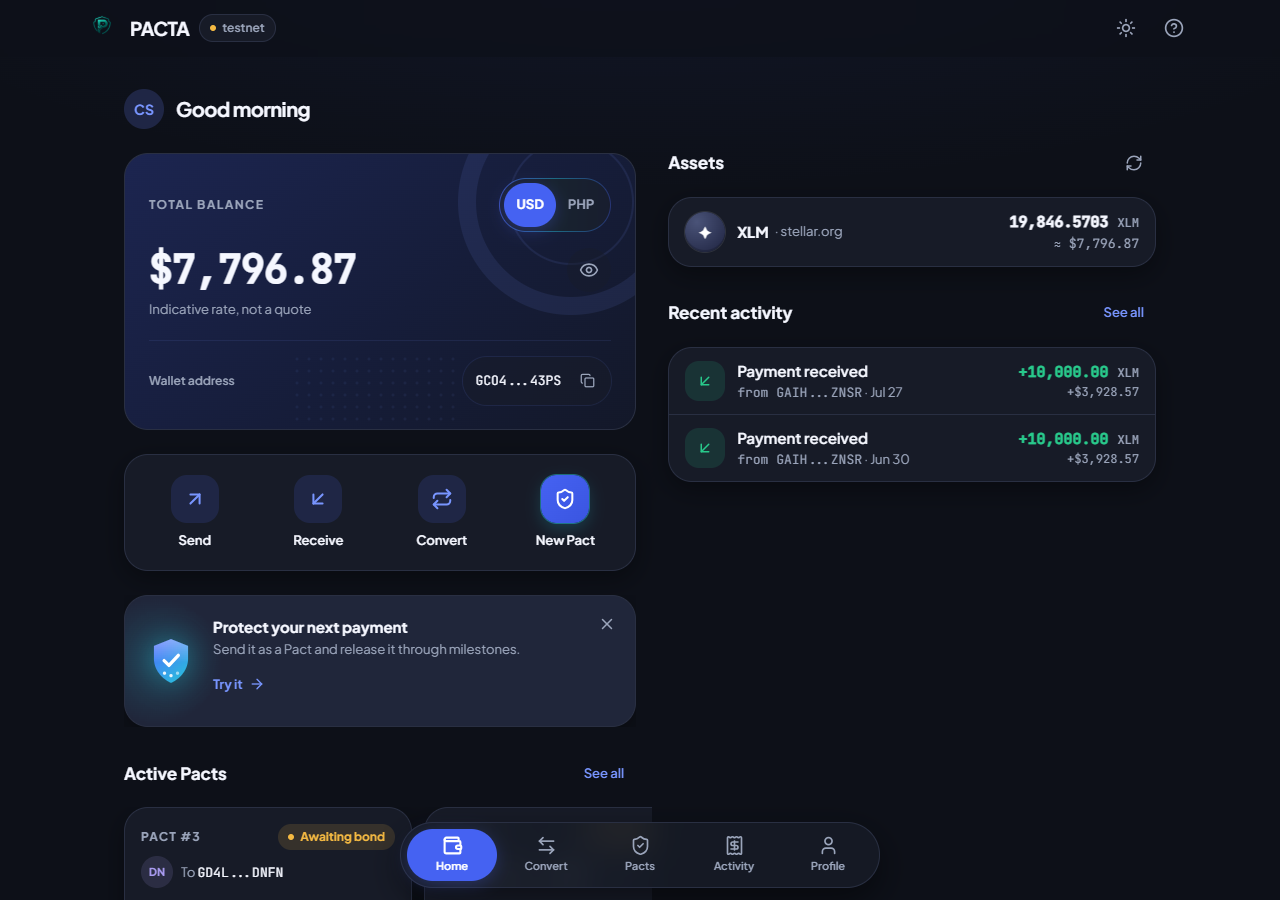 PACTA testnet
CS Good morning
TOTAL BALANCE USD PHP
$7,796.87
Indicative rate, not a quote
Wallet address GCO4...43PS
Send Receive Convert New Pact
Protect your next payment
Send it as a Pact and release it through milestones.
Try it
Active Pacts See all
PACT #3 Awaiting bond
DN To GD4L...DNFN
Assets
XLM · stellar.org 19,846.5703 XLM
≈ $7,796.87
Recent activity See all
Payment received +10,000.00 XLM
from GAIH...ZNSR · Jul 27 +$3,928.57
Payment received +10,000.00 XLM
from GAIH...ZNSR · Jun 30 +$3,928.57
Home Convert Pacts Activity Profile